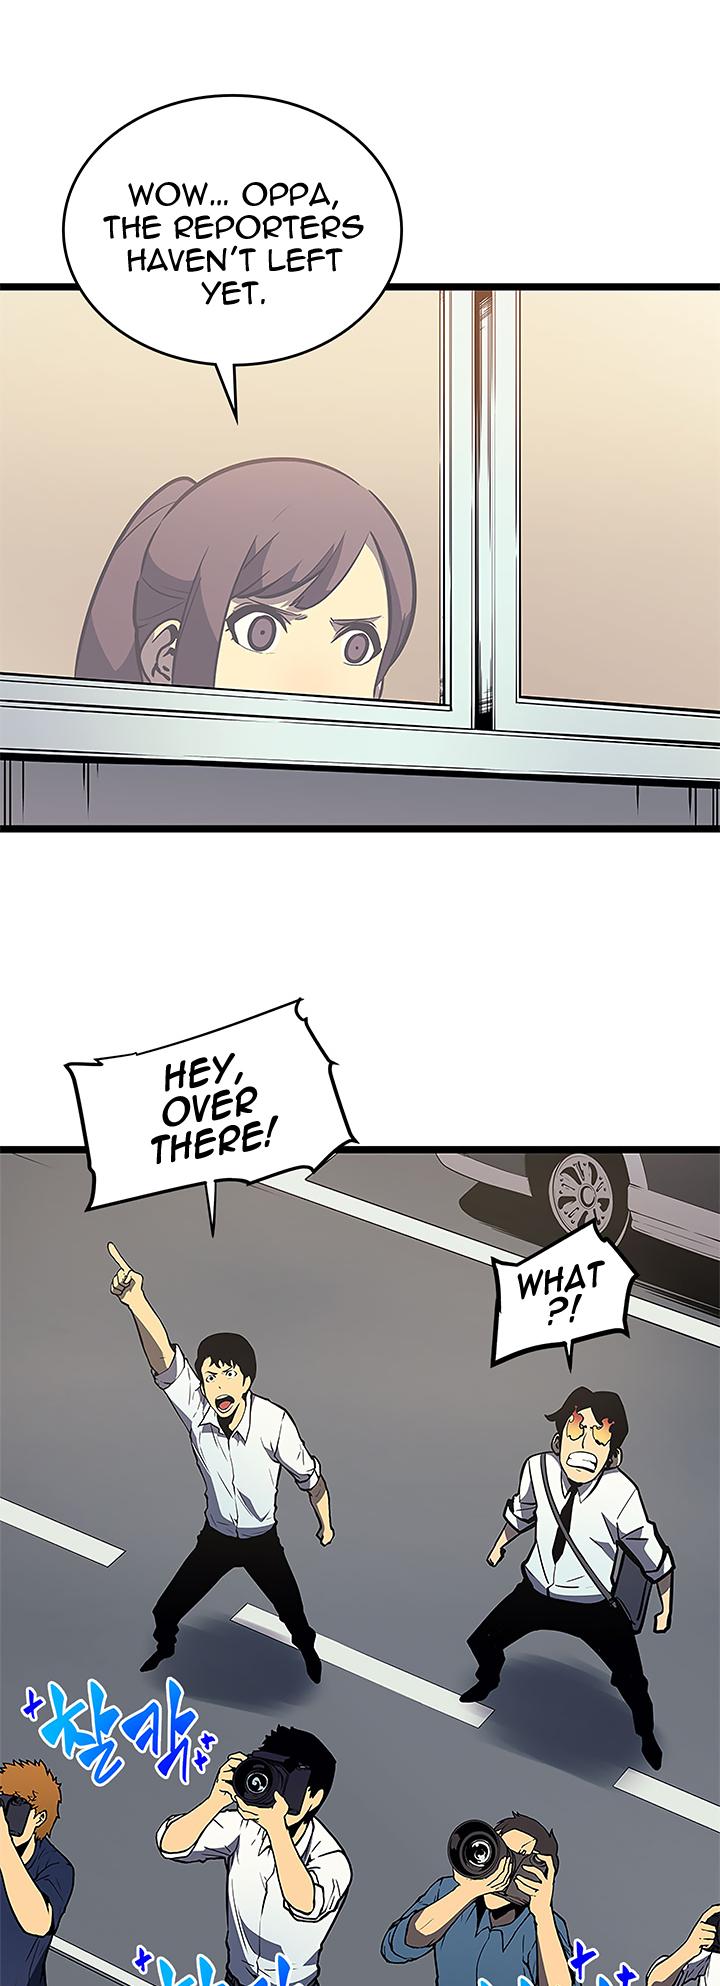 WOW... OPPA,
THE REPORTERS
HAVEN'T LEFT
YET.
HEY,
OVER
THERE!
WHAT
?!
찰칵